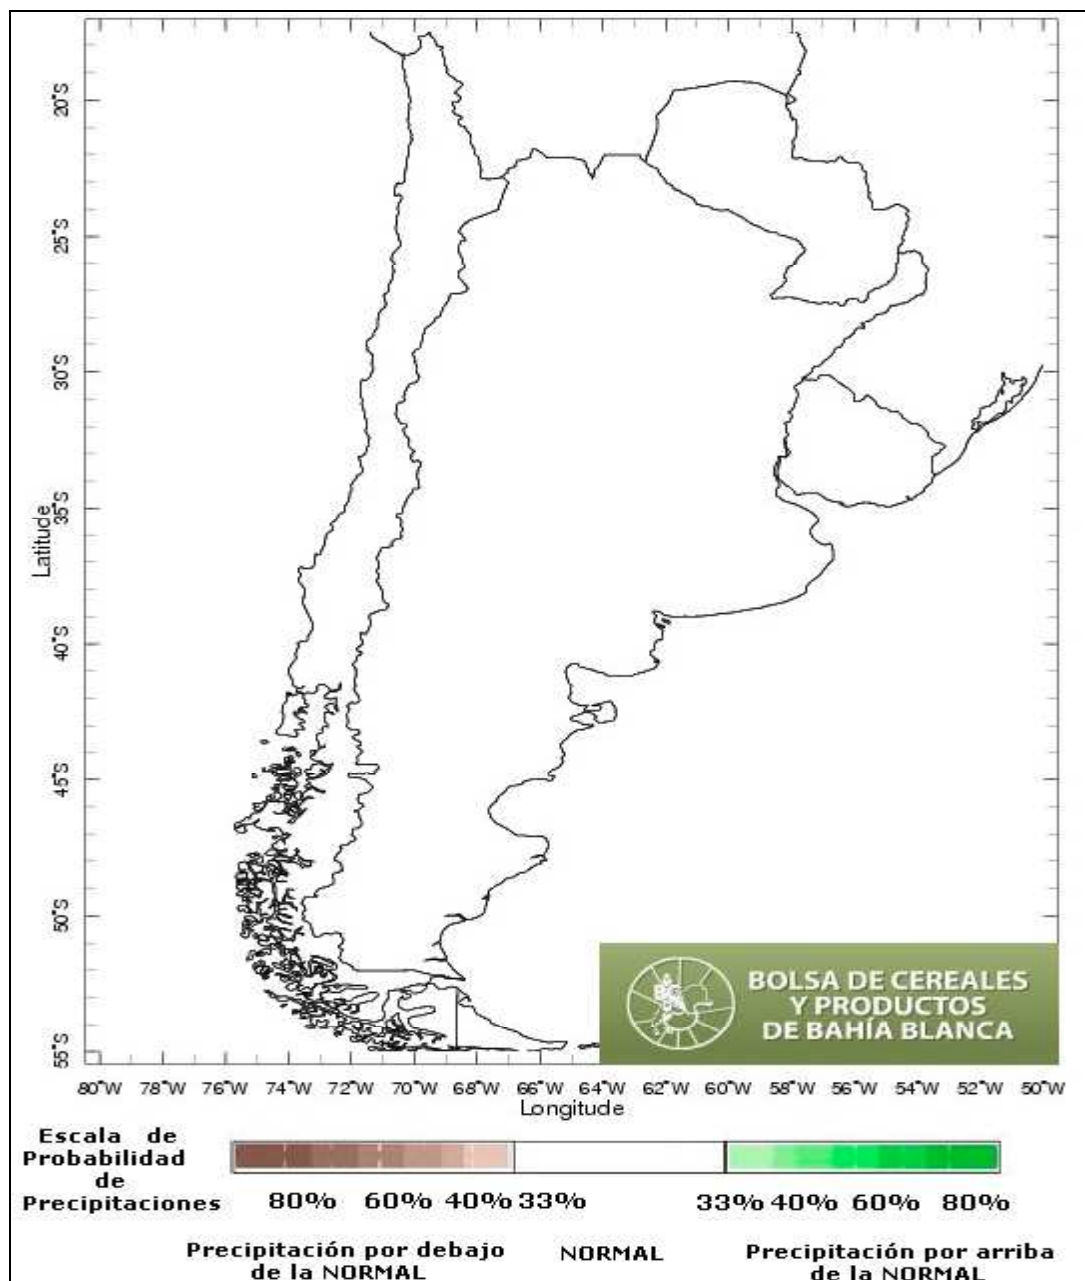 20°S
25°S
30°S
35°S
40°S
45°S
50°S
55°S
Latitude
BOLSA DE CEREALES
Y PRODUCTOS
DE BAHÍA BLANCA
80°W 78°W 76°W 74°W 72°W 70°W 68°W 66°W 64°W 62°W 60°W 58°W 56°W 54°W 52°W 50°W
Longitude
Escala de
Probabilidad
de
Precipitaciones
80% 60% 40% 33% 33% 40% 60% 80%
Precipitación por debajo
de la NORMAL
NORMAL
Precipitación por arriba
de la NORMAL